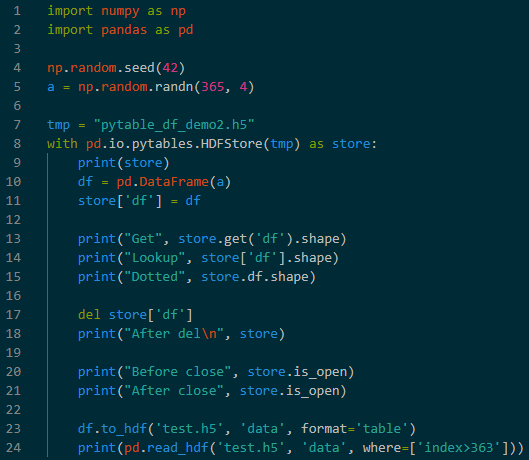 1 import numpy as np
2 import pandas as pd
3
4 np.random.seed(42)
5 a = np.random.randn(365, 4)
6
7 tmp = "pytable_df_demo2.h5"
8 with pd.io.pytables.HDFStore(tmp) as store:
9     print(store)
10     df = pd.DataFrame(a)
11     store['df'] = df
12
13     print("Get", store.get('df').shape)
14     print("Lookup", store['df'].shape)
15     print("Dotted", store.df.shape)
16
17     del store['df']
18     print("After del\n", store)
19
20     print("Before close", store.is_open)
21     print("After close", store.is_open)
22
23     df.to_hdf('test.h5', 'data', format='table')
24     print(pd.read_hdf('test.h5', 'data', where=['index>363']))